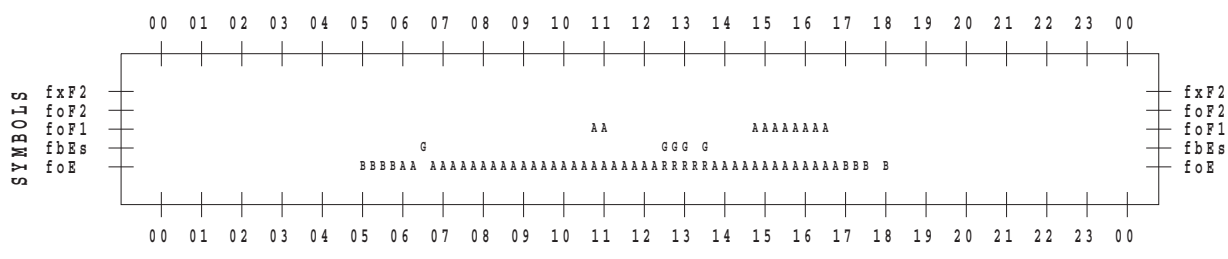 00 01 02 03 04 05 06 07 08 09 10 11 12 13 14 15 16 17 18 19 20 21 22 23 00
SYMBOLS
fxF2 fxF2
foF2 foF2
foF1 AA AAAAAAAA foF1
fbEs G GGG G fbEs
foE BBBBAA AAAAAAAAAAAAAAAAAAAAAAARRRRRAAAAAAAAAAAAABBB B foE
00 01 02 03 04 05 06 07 08 09 10 11 12 13 14 15 16 17 18 19 20 21 22 23 00